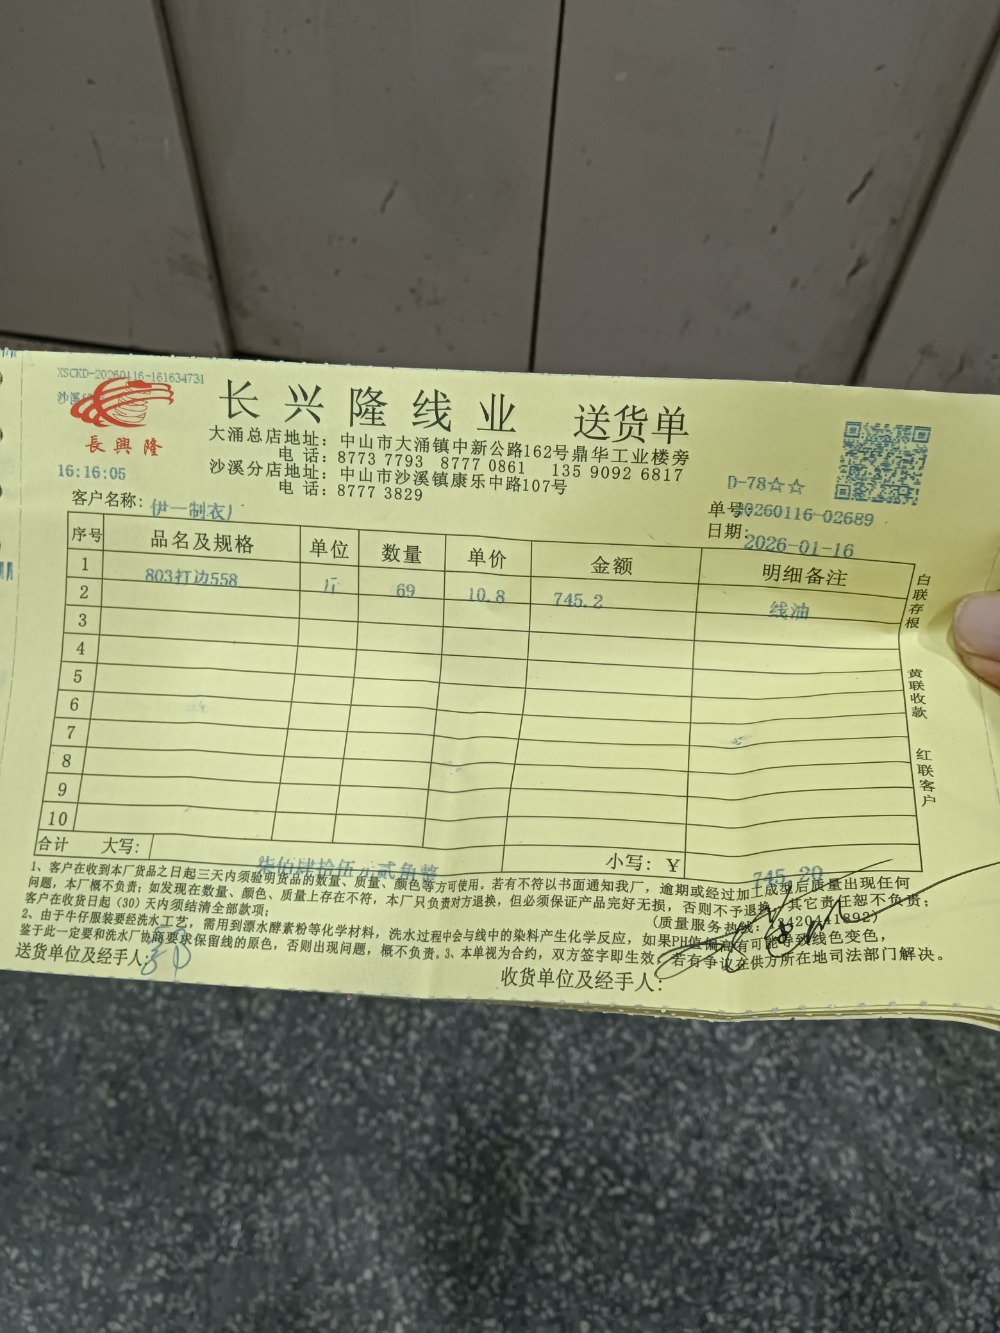 XSCKD-20260116-161634731
沙溪
長興隆
长兴隆线业 送货单
大涌总店地址：中山市大涌镇中新公路162号鼎华工业楼旁
电 话：8773 7793 8777 0861 135 9092 6817
沙溪分店地址：中山市沙溪镇康乐中路107号
电 话：8777 3829
16:16:05
D-78☆☆
客户名称：伊一制衣厂
单号：20260116-02689
日期：2026-01-16
序号 品名及规格 单位 数量 单价 金额 明细备注
1 803打边558 69 10.8 745.2 线油
2
3
4
5
6
7
8
9
10
合计 大写：柒佰肆拾伍元贰角整 小写：￥ 745.20
白联存根 黄联收款 红联客户
1、客户在收到本厂货品之日起三天内须验明货品的数量、质量、颜色等方可使用。若有不符以书面通知我厂，逾期或经过加工成型后质量出现任何
问题，本厂概不负责；如发现在数量、颜色、质量上存在不符，本厂只负责对方退换，但必须保证产品完好无损，否则不予退换，其它责任恕不负责；
客户在收货日起（30）天内须结清全部款项；
（质量服务热线：13420441892）
2、由于牛仔服装要经洗水工艺，需用到漂水酵素粉等化学材料，洗水过程中会与线中的染料产生化学反应，如果PH值偏高有可能导致线色变色，
鉴于此一定要和洗水厂协商要求保留线的原色，否则出现问题，概不负责。3、本单视为合约，双方签字即生效，若有争议在供方所在地司法部门解决。
送货单位及经手人：
收货单位及经手人：